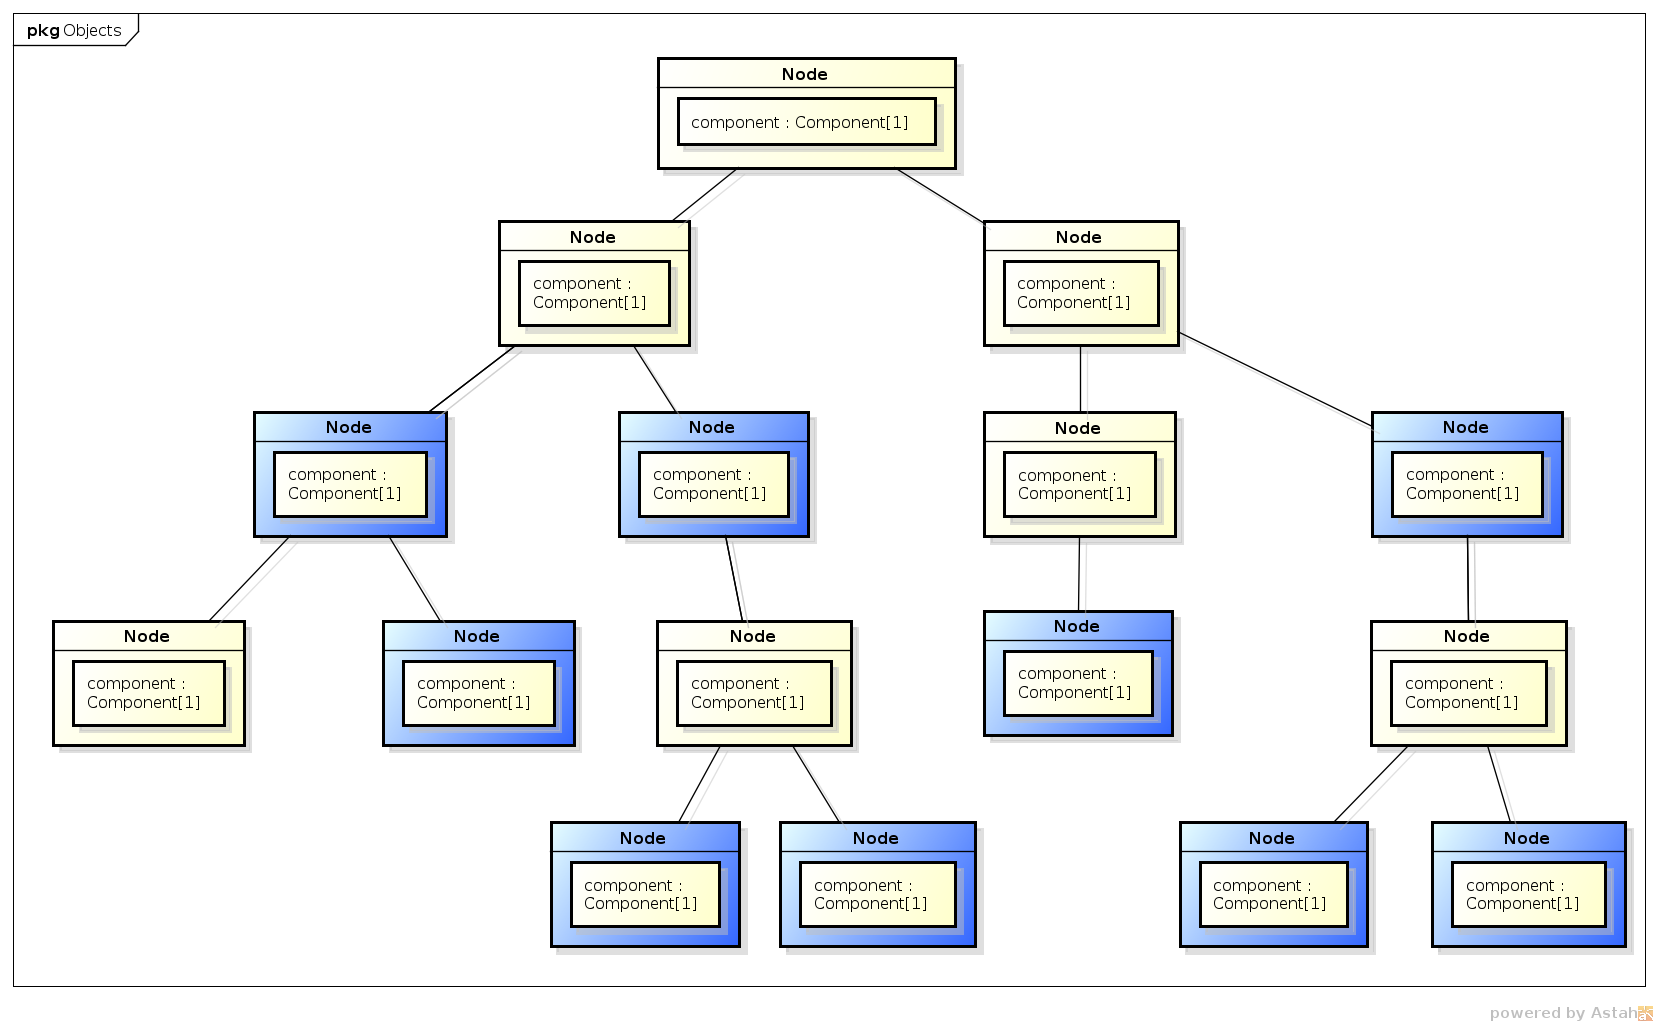 pkg Objects
Node
component : Component[1]
Node
component :
Component[1]
Node
component :
Component[1]
Node
component :
Component[1]
Node
component :
Component[1]
Node
component :
Component[1]
Node
component :
Component[1]
Node
component :
Component[1]
Node
component :
Component[1]
Node
component :
Component[1]
Node
component :
Component[1]
Node
component :
Component[1]
Node
component :
Component[1]
Node
component :
Component[1]
Node
component :
Component[1]
Node
component :
Component[1]
powered by Astah